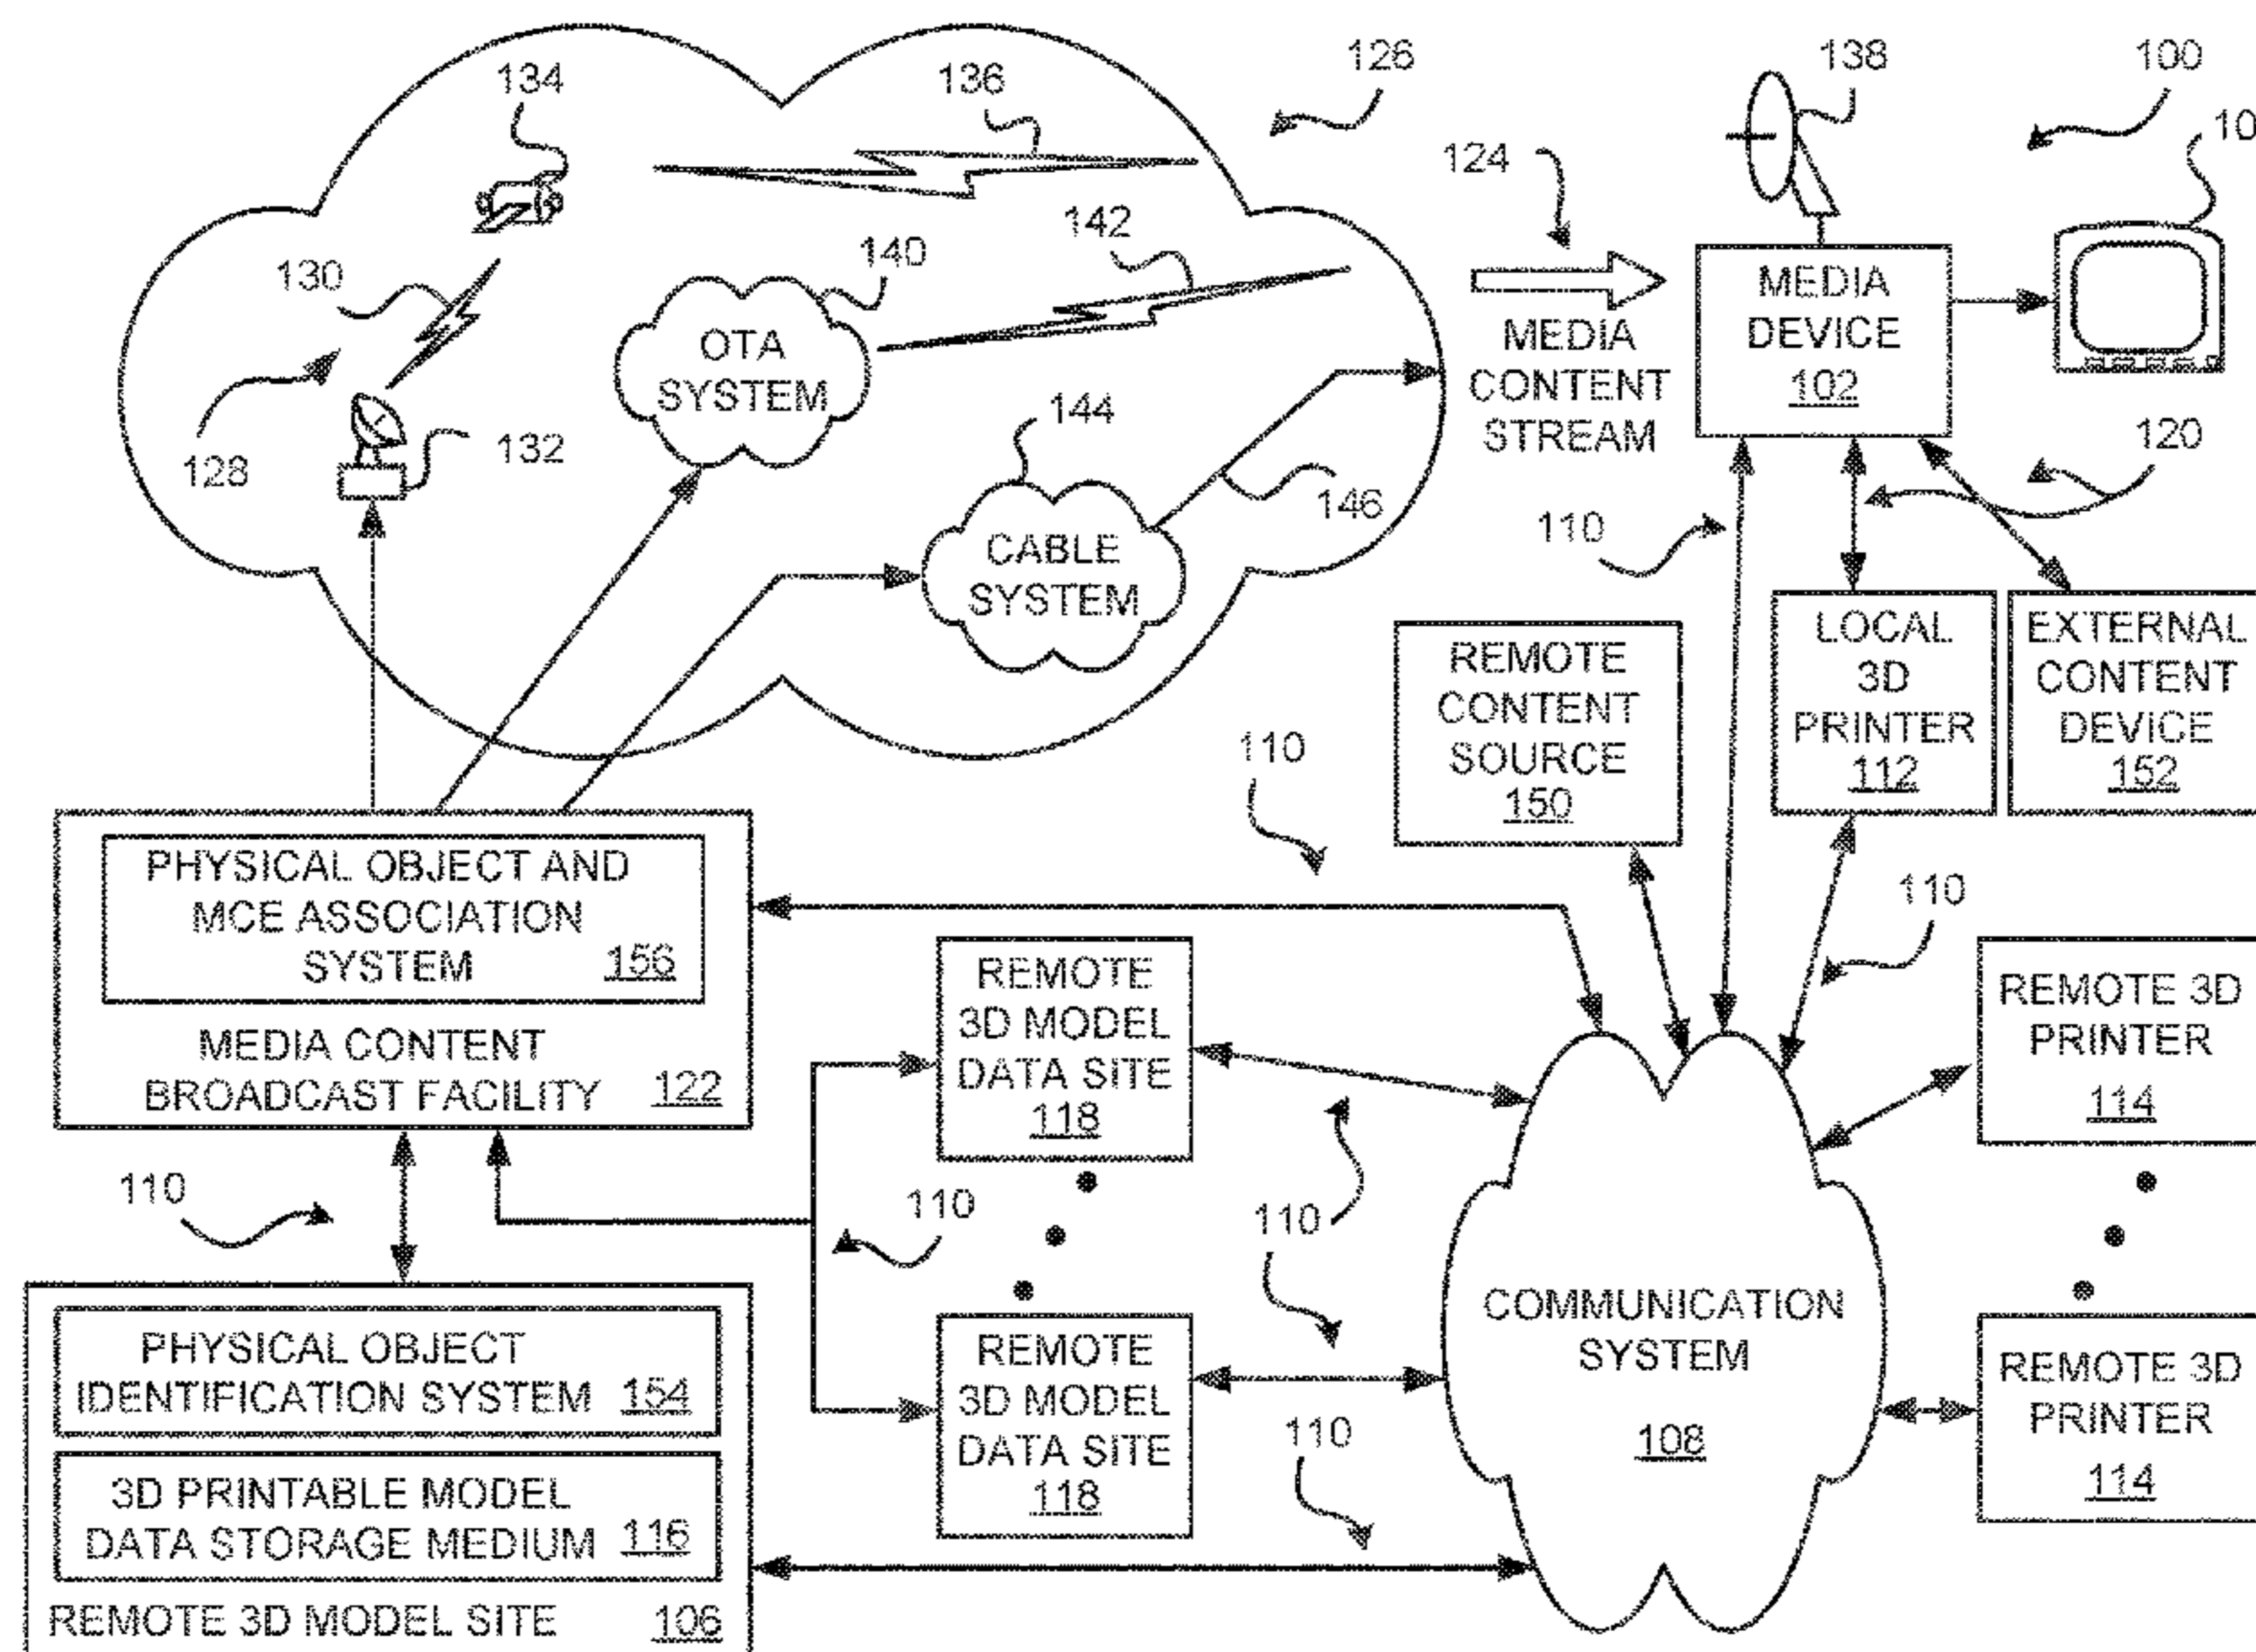 134
136
126
138
100
10
124
130
140
142
MEDIA
DEVICE
102
OTA
SYSTEM
MEDIA
CONTENT
STREAM
128
132
144
146
120
110
CABLE
SYSTEM
REMOTE
CONTENT
SOURCE
150
LOCAL
3D
PRINTER
112
EXTERNAL
CONTENT
DEVICE
152
110
PHYSICAL OBJECT AND
MCE ASSOCIATION
SYSTEM 156
MEDIA CONTENT
BROADCAST FACILITY 122
110
REMOTE
3D MODEL
DATA SITE
118
REMOTE 3D
PRINTER
114
110
110
110
110
PHYSICAL OBJECT
IDENTIFICATION SYSTEM 154
3D PRINTABLE MODEL
DATA STORAGE MEDIUM 116
REMOTE 3D MODEL SITE 106
REMOTE
3D MODEL
DATA SITE
118
110
COMMUNICATION
SYSTEM
108
REMOTE 3D
PRINTER
114